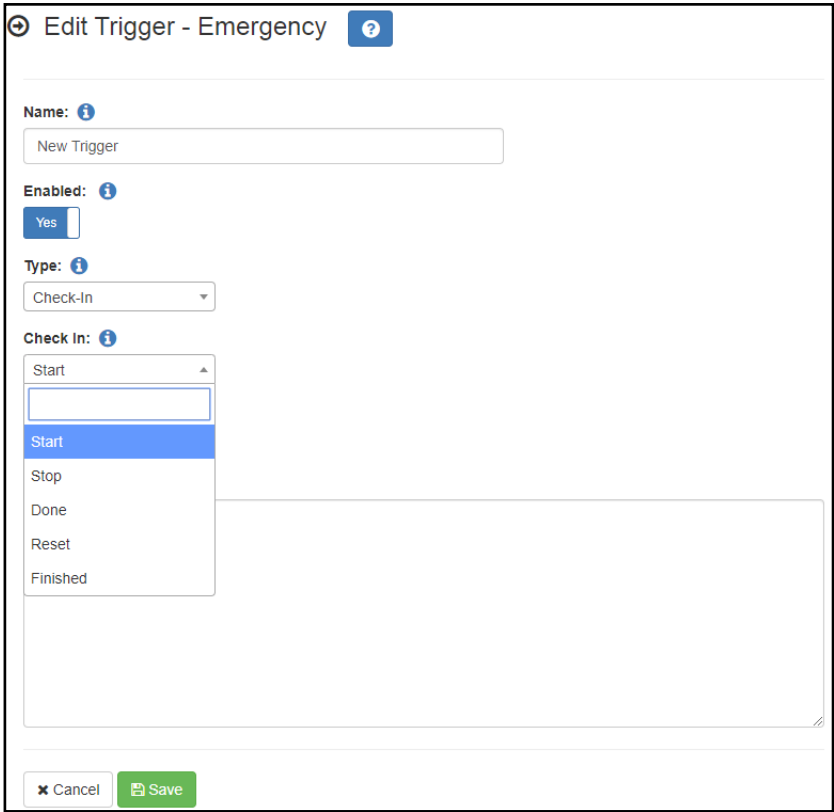 Edit Trigger - Emergency
Name:
New Trigger
Enabled:
Yes
Type:
Check-In
Check In:
Start
Start
Stop
Done
Reset
Finished
Cancel Save